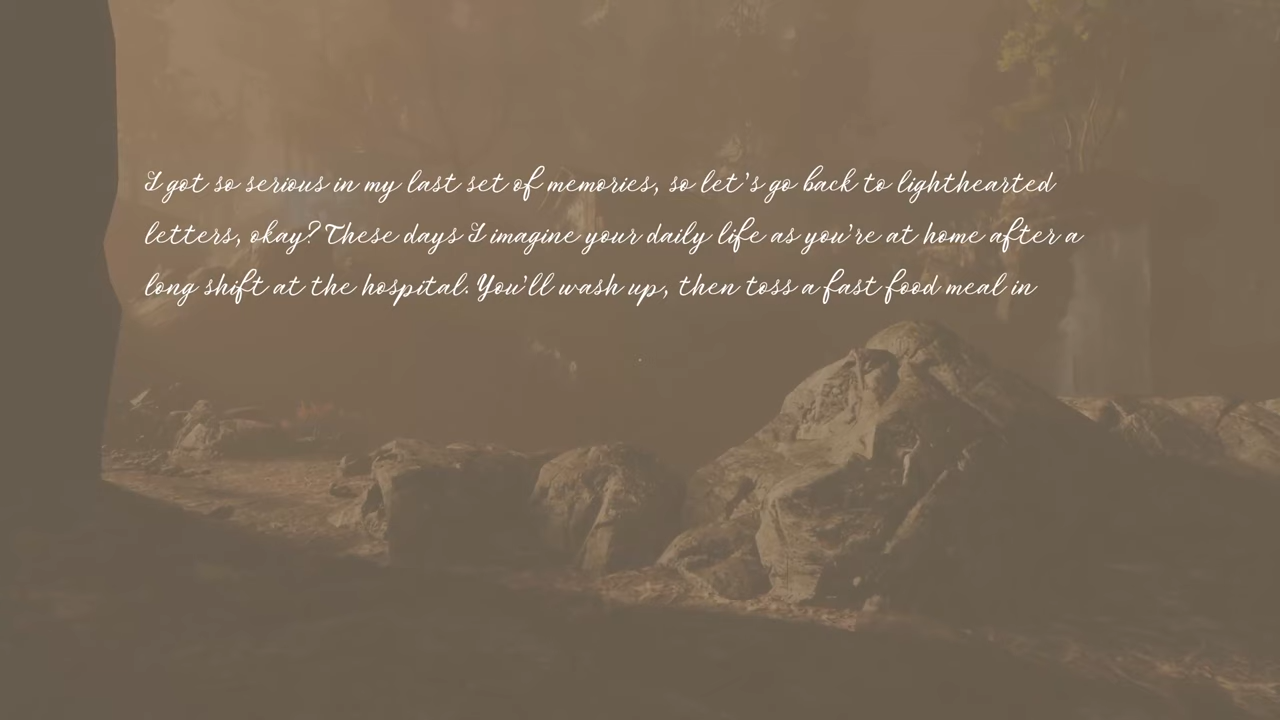 I got so serious in my last set of memories, so let's go back to lighthearted
letters, okay? These days I imagine your daily life as you're at home after a
long shift at the hospital. You'll wash up, then toss a fast food meal in